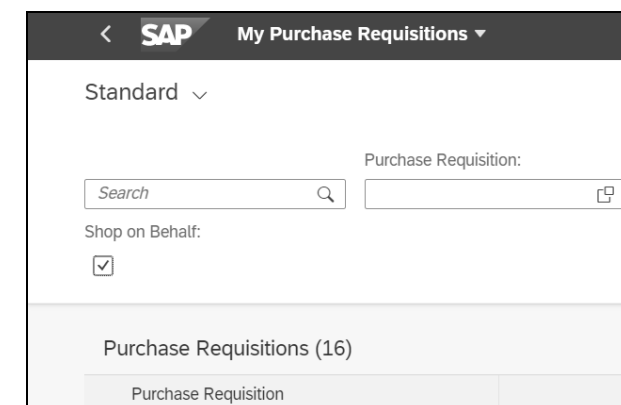 SAP My Purchase Requisitions
Standard
Purchase Requisition:
Search
Shop on Behalf:
Purchase Requisitions (16)
Purchase Requisition